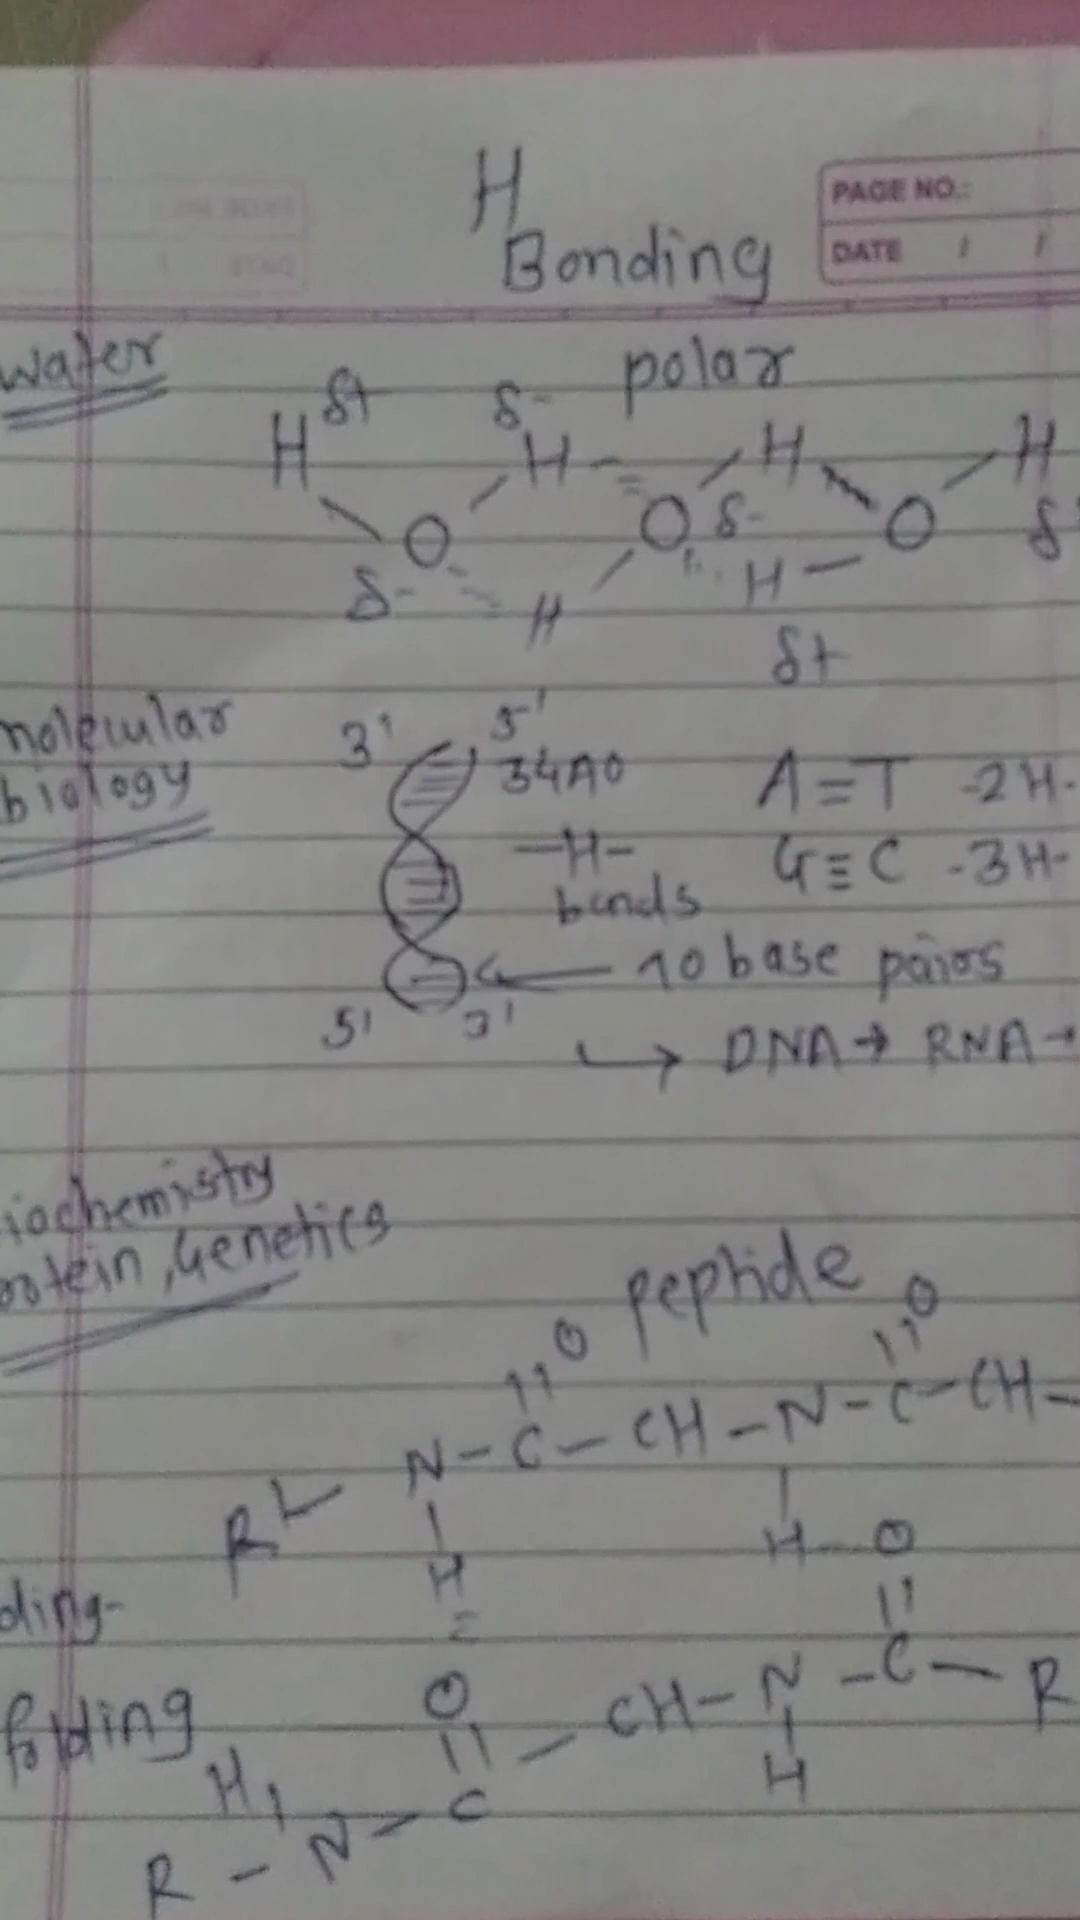 H
Bonding
PAGE NO.:
DATE / /
water
polar
H δ+ δ- H H H
O O δ- O
δ- H H δ
δ+
molecular
biology
3' 5'
34A0
A = T -2H-
G ≡ C -3H-
-H-
bonds
10 base pairs
5' 3'
→ DNA → RNA →
iochemistry
rotein, Genetics
peptide
O O
R N - C - CH - N - C - CH -
H H O
ding-
folding
O CH - N - C - R
H H
R - N - C